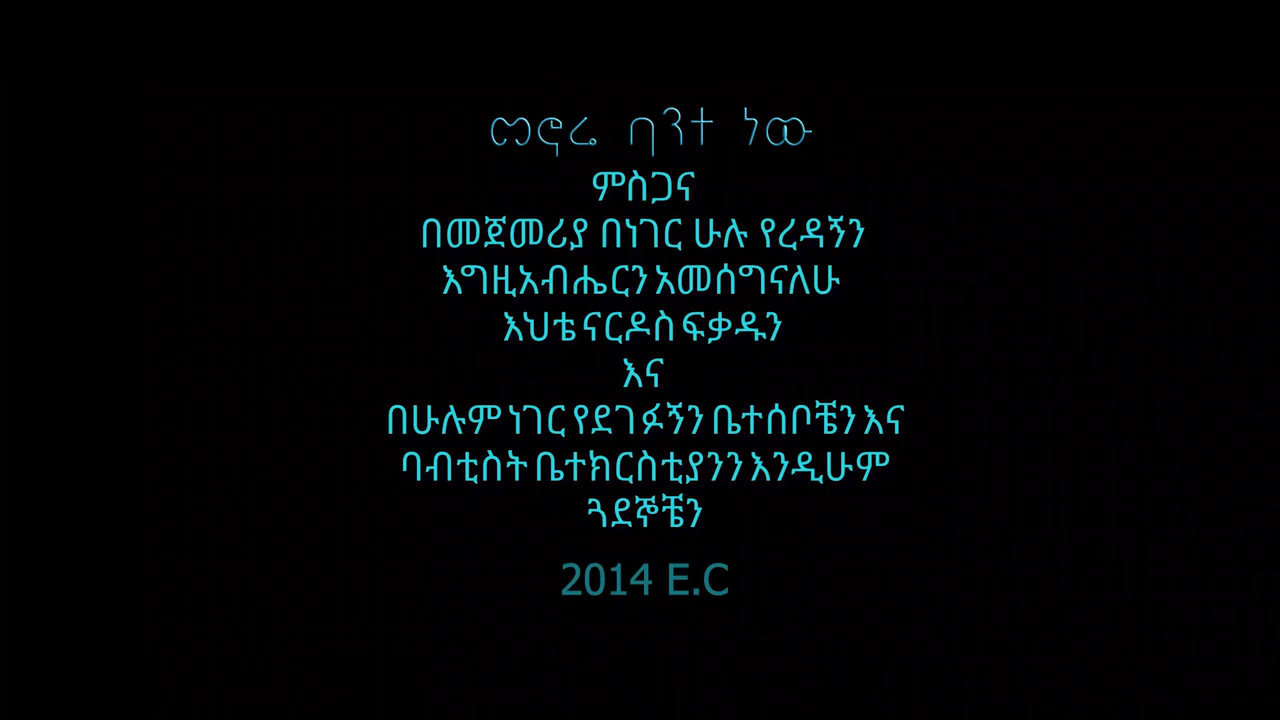 መኖሬ ባንተ ነው
ምስጋና
በመጀመሪያ በነገር ሁሉ የረዳኝን
እግዚአብሔርን አመሰግናለሁ
እህቴ ናርዶስ ፍቃዱን
እና
በሁሉም ነገር የደገፉኝን ቤተሰቦቼን እና
ባብቲስት ቤተክርስቲያንን እንዲሁም
ጓደኞቼን
2014 E.C